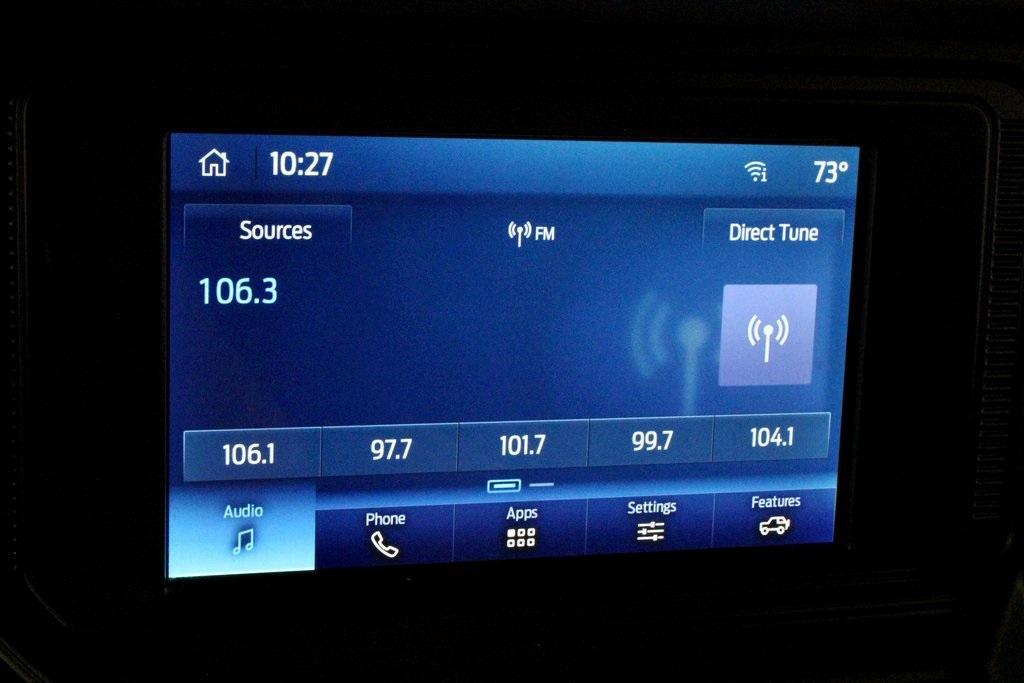 10:27 73°
Sources FM Direct Tune
106.3
106.1 97.7 101.7 99.7 104.1
Audio Phone Apps Settings Features